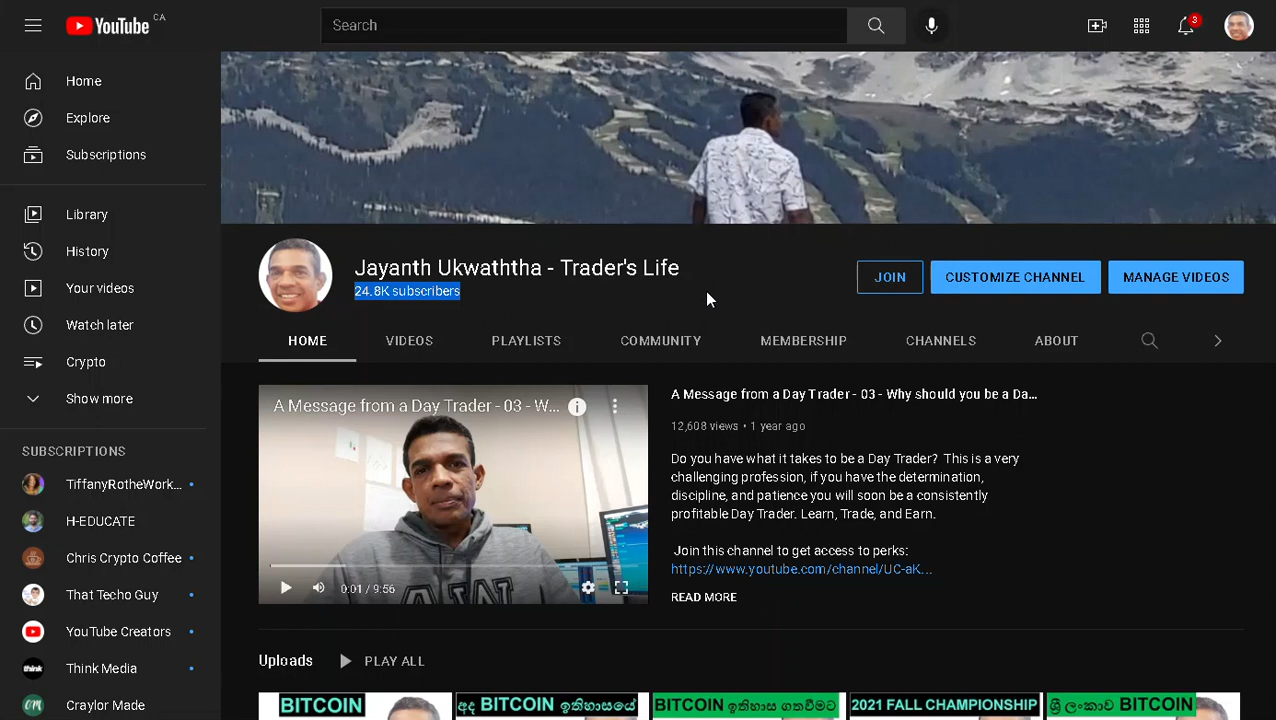 YouTube CA
Search
3
Home
Explore
Subscriptions
Library
History
Your videos
Watch later
Crypto
Show more
SUBSCRIPTIONS
TiffanyRotheWork...
H-EDUCATE
Chris Crypto Coffee
That Techo Guy
YouTube Creators
think Think Media
CM Craylor Made
Jayanth Ukwaththa - Trader's Life
24.8K subscribers
JOIN
CUSTOMIZE CHANNEL
MANAGE VIDEOS
HOME VIDEOS PLAYLISTS COMMUNITY MEMBERSHIP CHANNELS ABOUT
A Message from a Day Trader - 03 - W...
0:01 / 9:56
A Message from a Day Trader - 03 - Why should you be a Da...
12,608 views • 1 year ago
Do you have what it takes to be a Day Trader? This is a very
challenging profession, if you have the determination,
discipline, and patience you will soon be a consistently
profitable Day Trader. Learn, Trade, and Earn.
Join this channel to get access to perks:
https://www.youtube.com/channel/UC-aK...
READ MORE
Uploads PLAY ALL
BITCOIN
අද BITCOIN ඉතිහාසයේ
BITCOIN ඉතිහාස ගතවීමට
2021 FALL CHAMPIONSHIP
ශ්‍රී ලංකාව BITCOIN